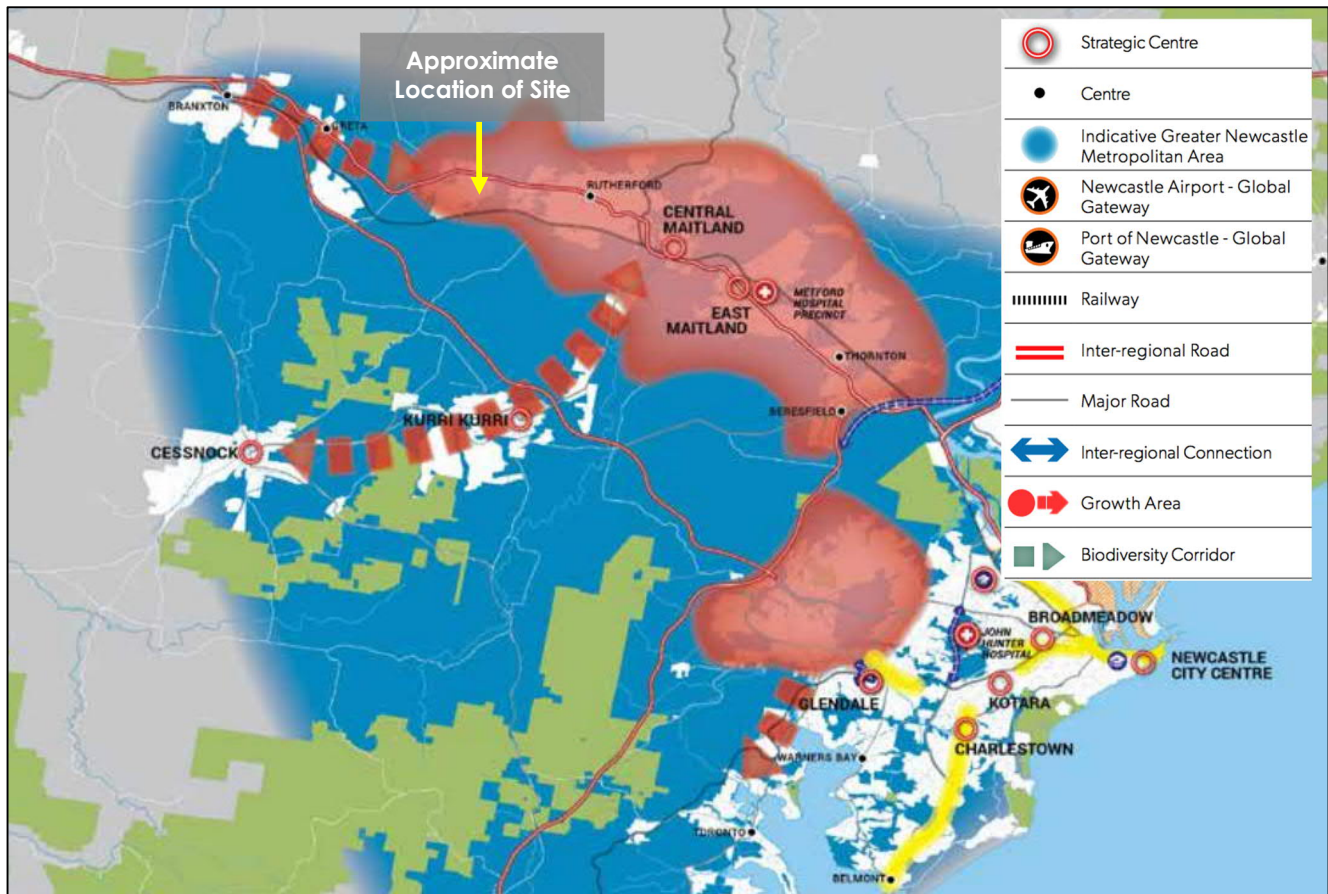 Approximate
Location of Site
BRANXTON
GRETA
RUTHERFORD
CENTRAL
MAITLAND
METFORD
HOSPITAL
PRECINCT
EAST
MAITLAND
THORNTON
BERESFIELD
KURRI KURRI
CESSNOCK
BROADMEADOW
JOHN
HUNTER
HOSPITAL
NEWCASTLE
CITY CENTRE
GLENDALE
KOTARA
CHARLESTOWN
WARNERS BAY
TORONTO
BELMONT
Strategic Centre
Centre
Indicative Greater Newcastle
Metropolitan Area
Newcastle Airport - Global
Gateway
Port of Newcastle - Global
Gateway
Railway
Inter-regional Road
Major Road
Inter-regional Connection
Growth Area
Biodiversity Corridor